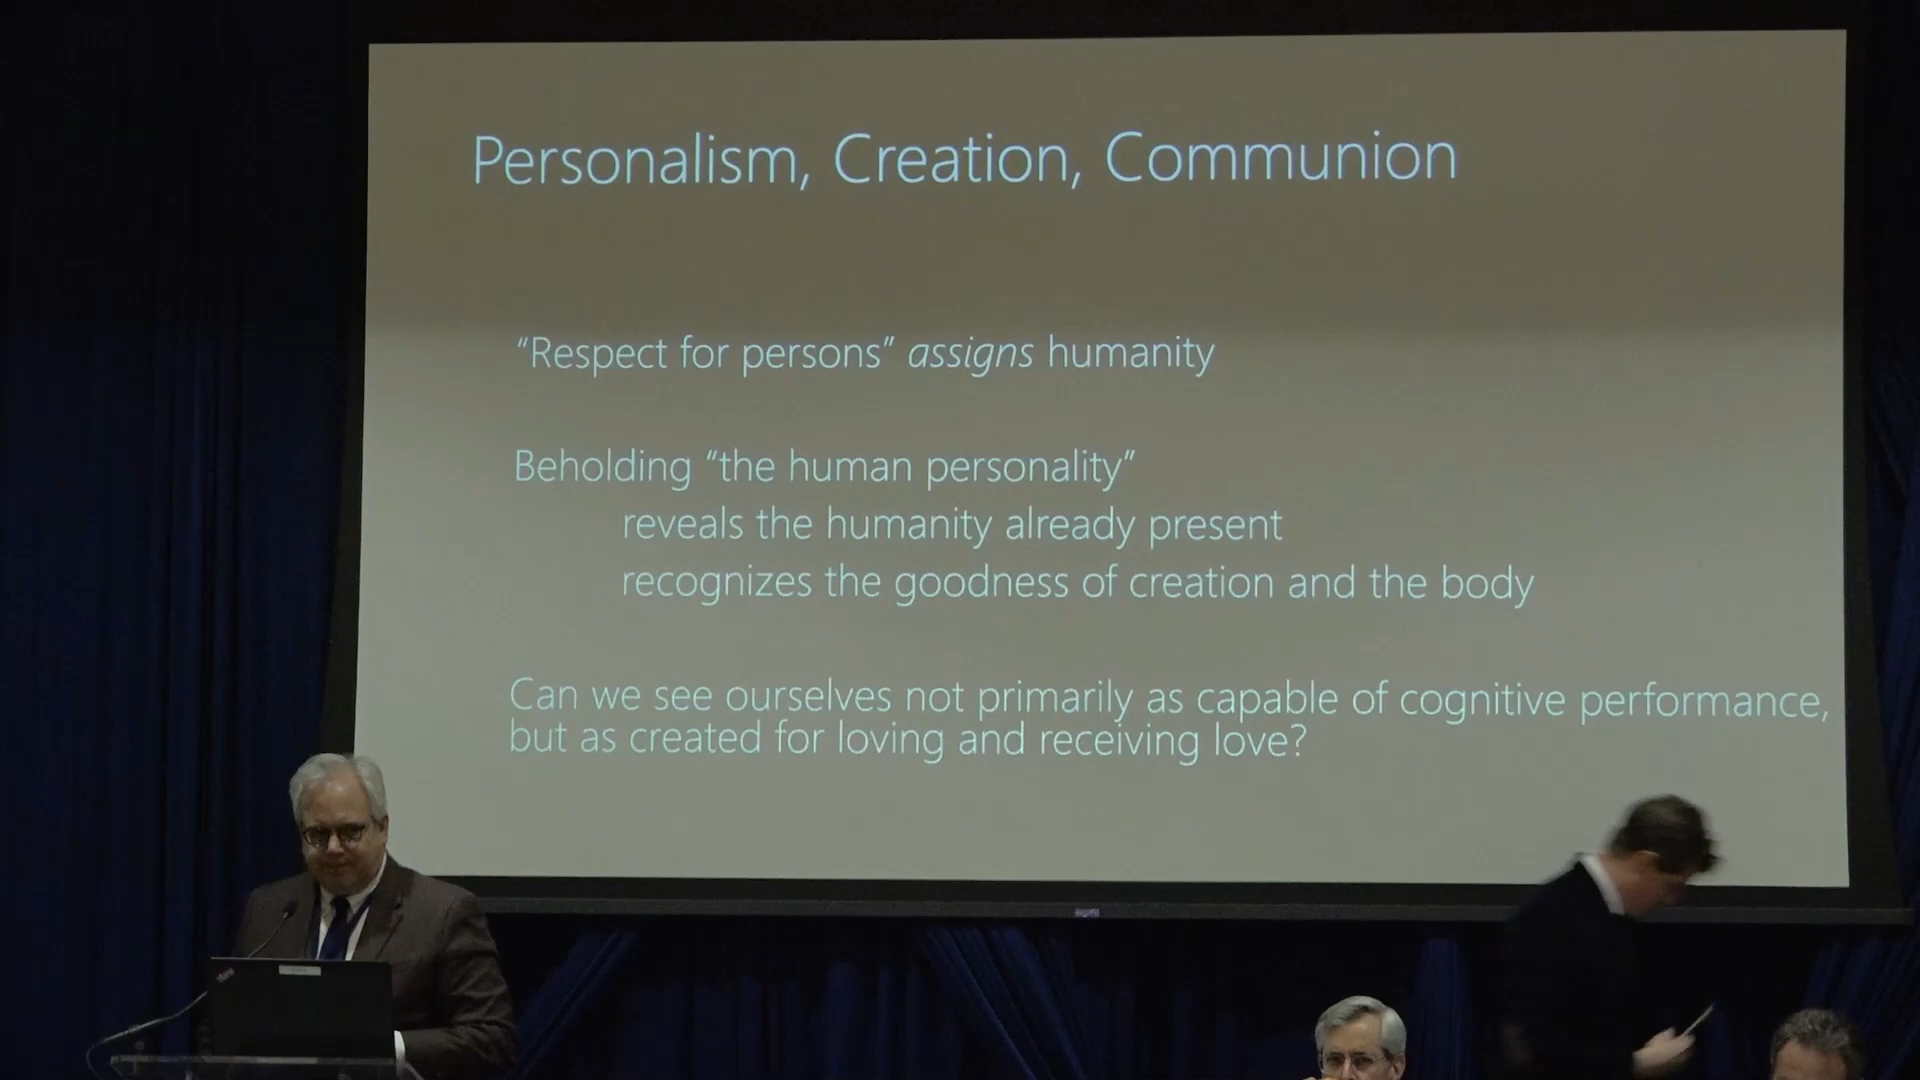 Personalism, Creation, Communion
“Respect for persons” assigns humanity
Beholding “the human personality”
reveals the humanity already present
recognizes the goodness of creation and the body
Can we see ourselves not primarily as capable of cognitive performance,
but as created for loving and receiving love?